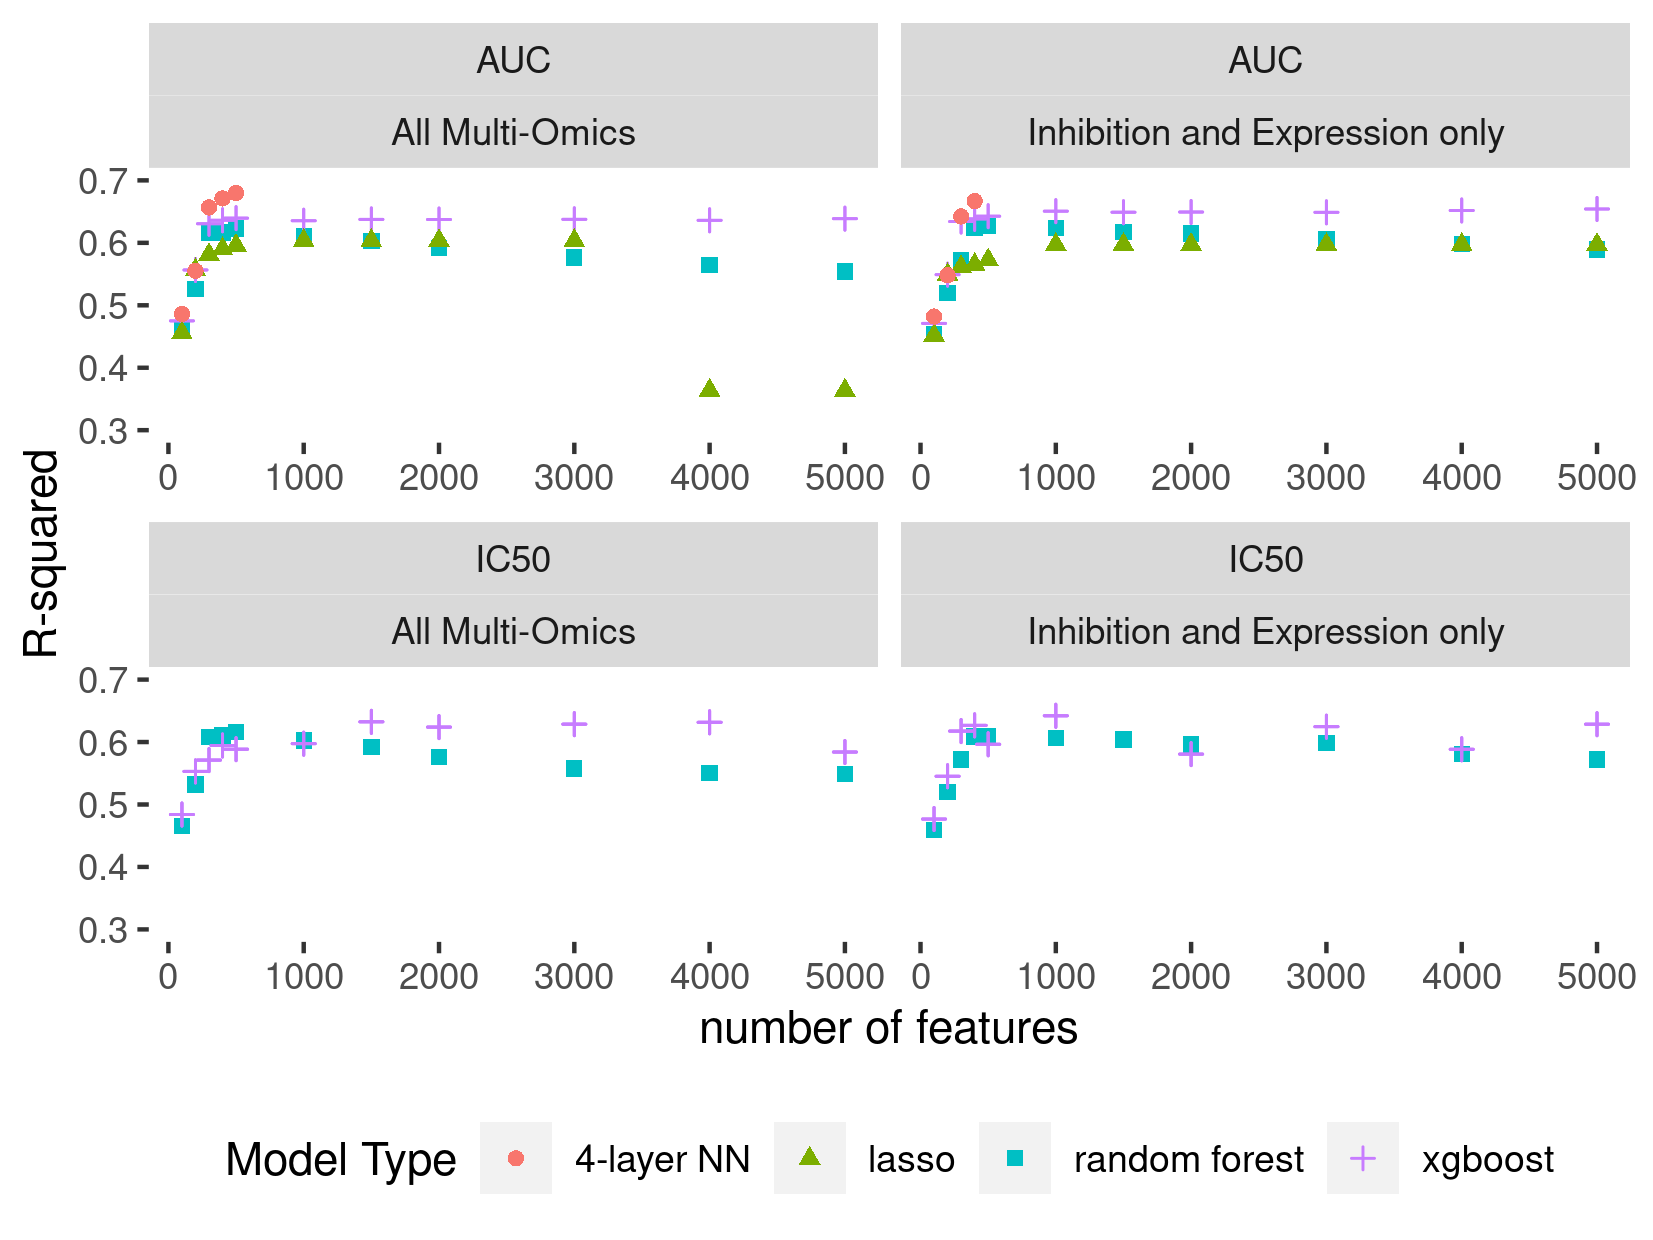 AUC
AUC
All Multi-Omics
Inhibition and Expression only
0.7
0.6
0.5
0.4
0.3
0 1000 2000 3000 4000 5000
0 1000 2000 3000 4000 5000
R-squared
IC50
IC50
All Multi-Omics
Inhibition and Expression only
0.7
0.6
0.5
0.4
0.3
0 1000 2000 3000 4000 5000
0 1000 2000 3000 4000 5000
number of features
Model Type 4-layer NN lasso random forest xgboost